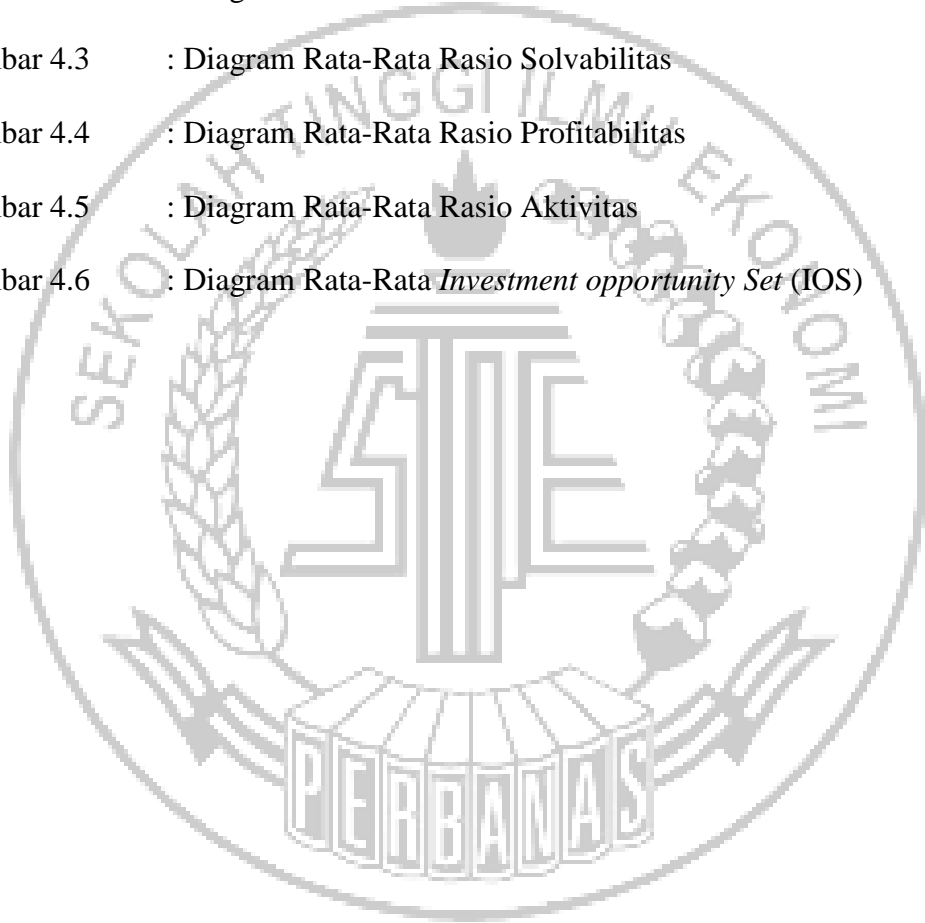 bar 4.3 : Diagram Rata-Rata Rasio Solvabilitas
bar 4.4 : Diagram Rata-Rata Rasio Profitabilitas
bar 4.5 : Diagram Rata-Rata Rasio Aktivitas
bar 4.6 : Diagram Rata-Rata Investment opportunity Set (IOS)
SEKOLAH TINGGI ILMU EKONOMI
STIE
PERBANAS